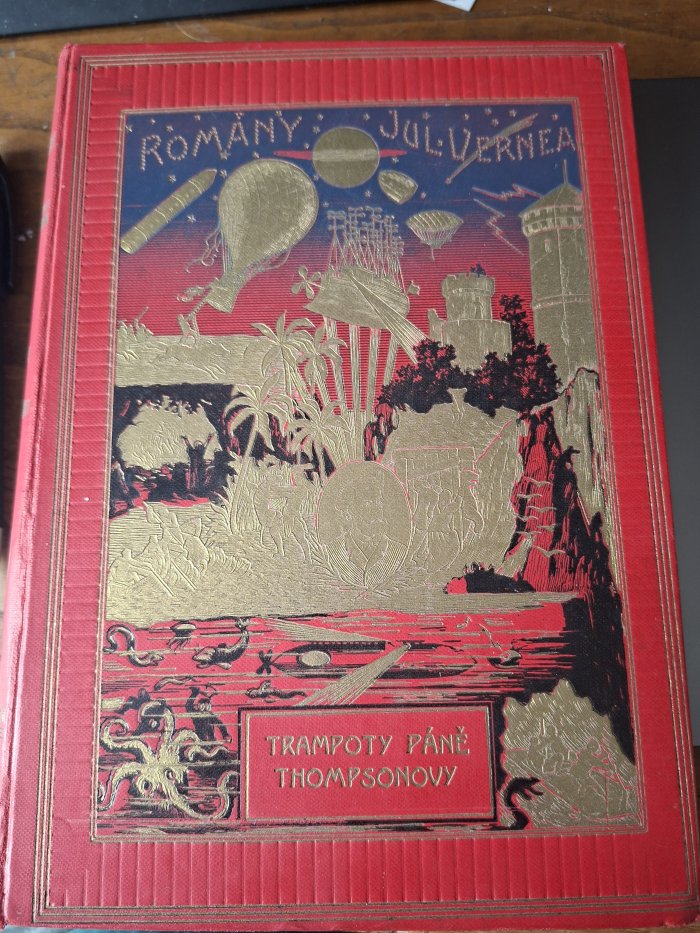 ROMÁNY JUL. VERNEA
TRAMPOTY PÁNĚ
THOMPSONOVY